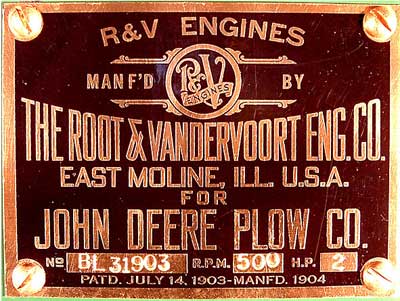 R&V ENGINES
MANF'D R&V ENGINES BY
THE ROOT & VANDERVOORT ENG. CO.
EAST MOLINE, ILL. U.S.A.
FOR
JOHN DEERE PLOW CO.
No BL 31903 R.P.M. 500 H.P. 2
PATD. JULY 14, 1903-MANFD. 1904